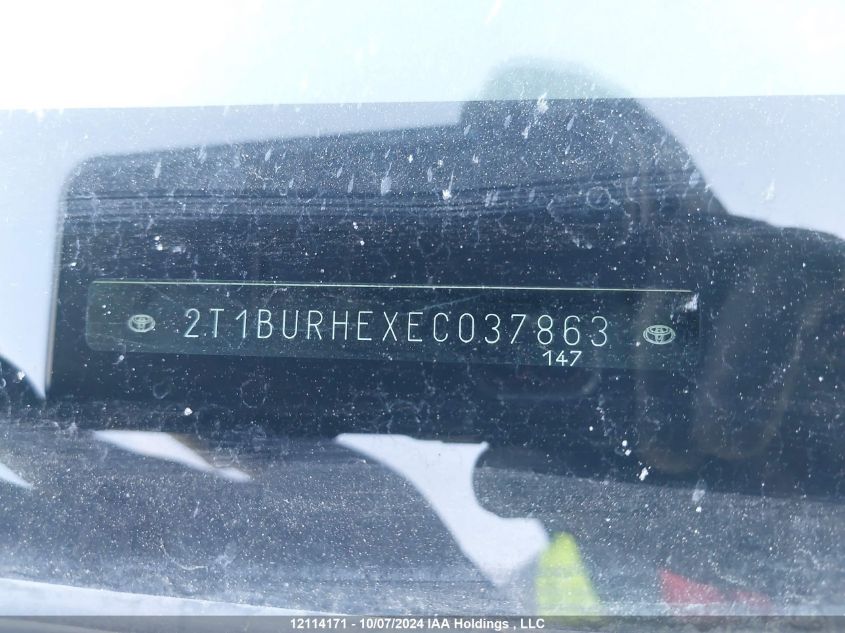 2T1BURHEXEC037863
147
12114171 - 10/07/2024 IAA Holdings , LLC